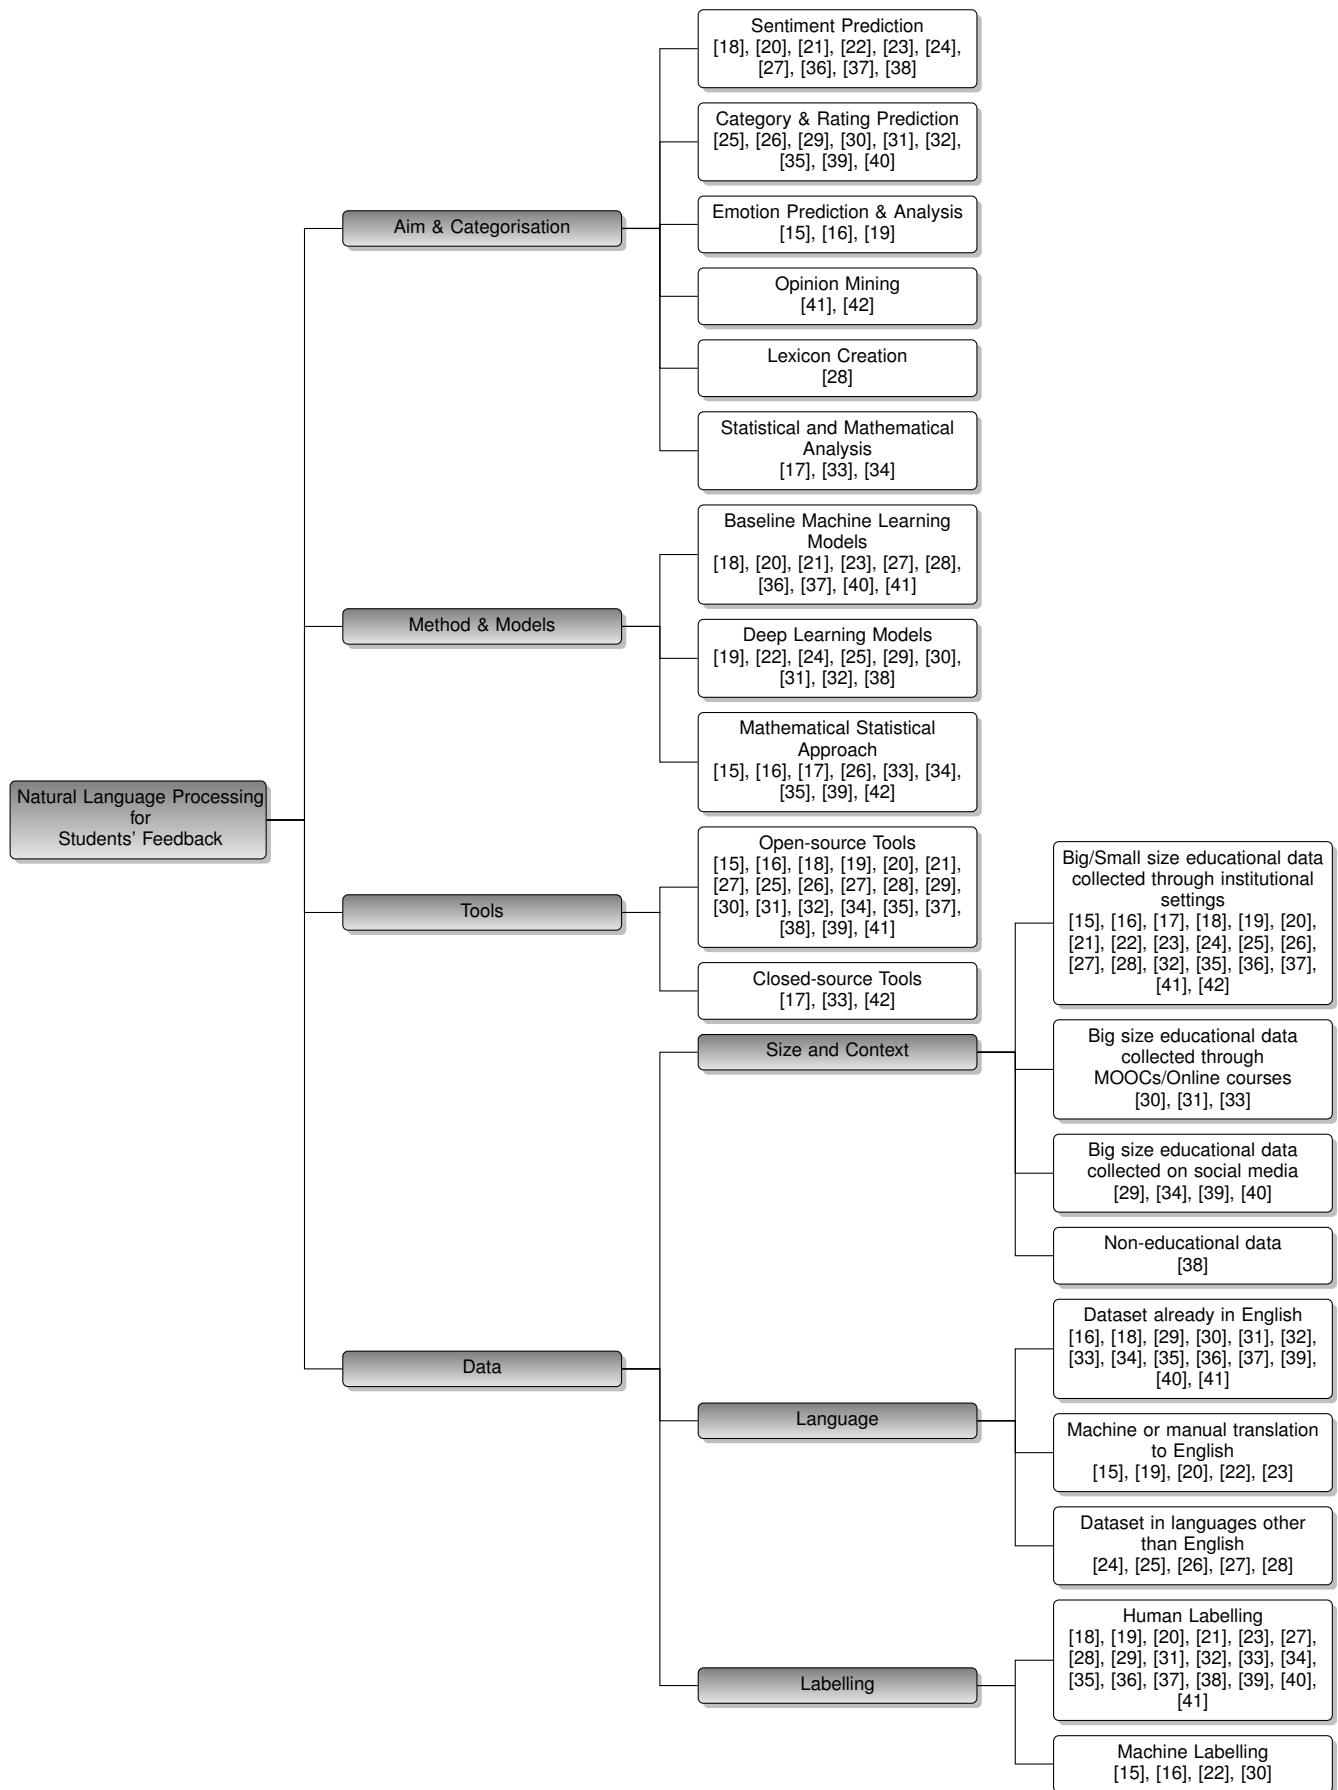 Natural Language Processing
for
Students' Feedback
Aim & Categorisation
Sentiment Prediction
[18], [20], [21], [22], [23], [24],
[27], [36], [37], [38]
Category & Rating Prediction
[25], [26], [29], [30], [31], [32],
[35], [39], [40]
Emotion Prediction & Analysis
[15], [16], [19]
Opinion Mining
[41], [42]
Lexicon Creation
[28]
Statistical and Mathematical
Analysis
[17], [33], [34]
Method & Models
Baseline Machine Learning
Models
[18], [20], [21], [23], [27], [28],
[36], [37], [40], [41]
Deep Learning Models
[19], [22], [24], [25], [29], [30],
[31], [32], [38]
Mathematical Statistical
Approach
[15], [16], [17], [26], [33], [34],
[35], [39], [42]
Tools
Open-source Tools
[15], [16], [18], [19], [20], [21],
[27], [25], [26], [27], [28], [29],
[30], [31], [32], [34], [35], [37],
[38], [39], [41]
Closed-source Tools
[17], [33], [42]
Data
Size and Context
Big/Small size educational data
collected through institutional
settings
[15], [16], [17], [18], [19], [20],
[21], [22], [23], [24], [25], [26],
[27], [28], [32], [35], [36], [37],
[41], [42]
Big size educational data
collected through
MOOCs/Online courses
[30], [31], [33]
Big size educational data
collected on social media
[29], [34], [39], [40]
Non-educational data
[38]
Language
Dataset already in English
[16], [18], [29], [30], [31], [32],
[33], [34], [35], [36], [37], [39],
[40], [41]
Machine or manual translation
to English
[15], [19], [20], [22], [23]
Dataset in languages other
than English
[24], [25], [26], [27], [28]
Labelling
Human Labelling
[18], [19], [20], [21], [23], [27],
[28], [29], [31], [32], [33], [34],
[35], [36], [37], [38], [39], [40],
[41]
Machine Labelling
[15], [16], [22], [30]